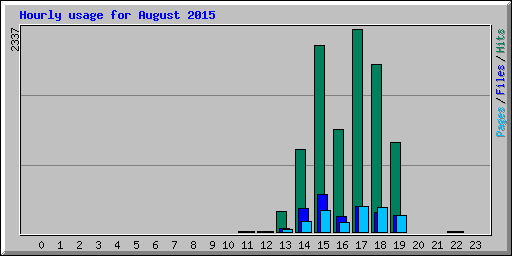 Hourly usage for August 2015
2337
Pages/Files/Hits
0 1 2 3 4 5 6 7 8 9 10 11 12 13 14 15 16 17 18 19 20 21 22 23